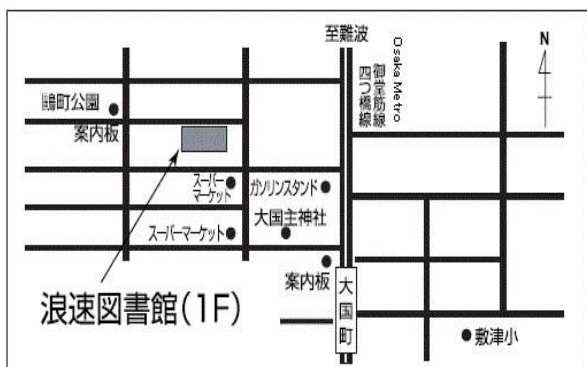 至難波
Osaka Metro
御堂筋線
四つ橋線
N
町公園
案内板
スーパー
マーケット
ガソリンスタンド
大国主神社
スーパーマーケット
案内板
浪速図書館(1F)
大国町
敷津小